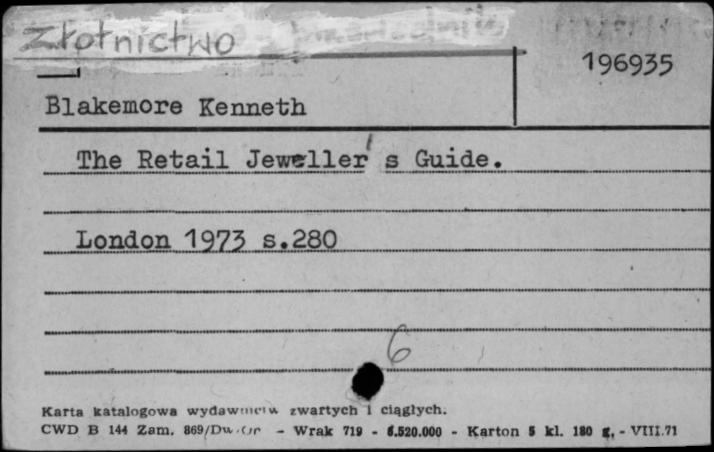 Złotnictwo
196935
Blakemore Kenneth
The Retail Jeweller's Guide.
London 1973 s.280
6
Karta katalogowa wydawnictw zwartych i ciągłych.
CWD B 144 Zam. 869/Dw. - Wrak 719 - 6.520.000 - Karton 5 kl. 180 g. - VIII.71